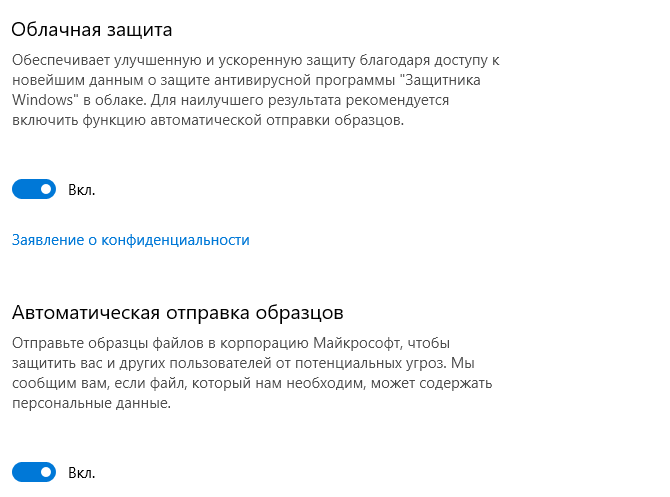 Облачная защита
Обеспечивает улучшенную и ускоренную защиту благодаря доступу к
новейшим данным о защите антивирусной программы "Защитника
Windows" в облаке. Для наилучшего результата рекомендуется
включить функцию автоматической отправки образцов.
Вкл.
Заявление о конфиденциальности
Автоматическая отправка образцов
Отправьте образцы файлов в корпорацию Майкрософт, чтобы
защитить вас и других пользователей от потенциальных угроз. Мы
сообщим вам, если файл, который нам необходим, может содержать
персональные данные.
Вкл.